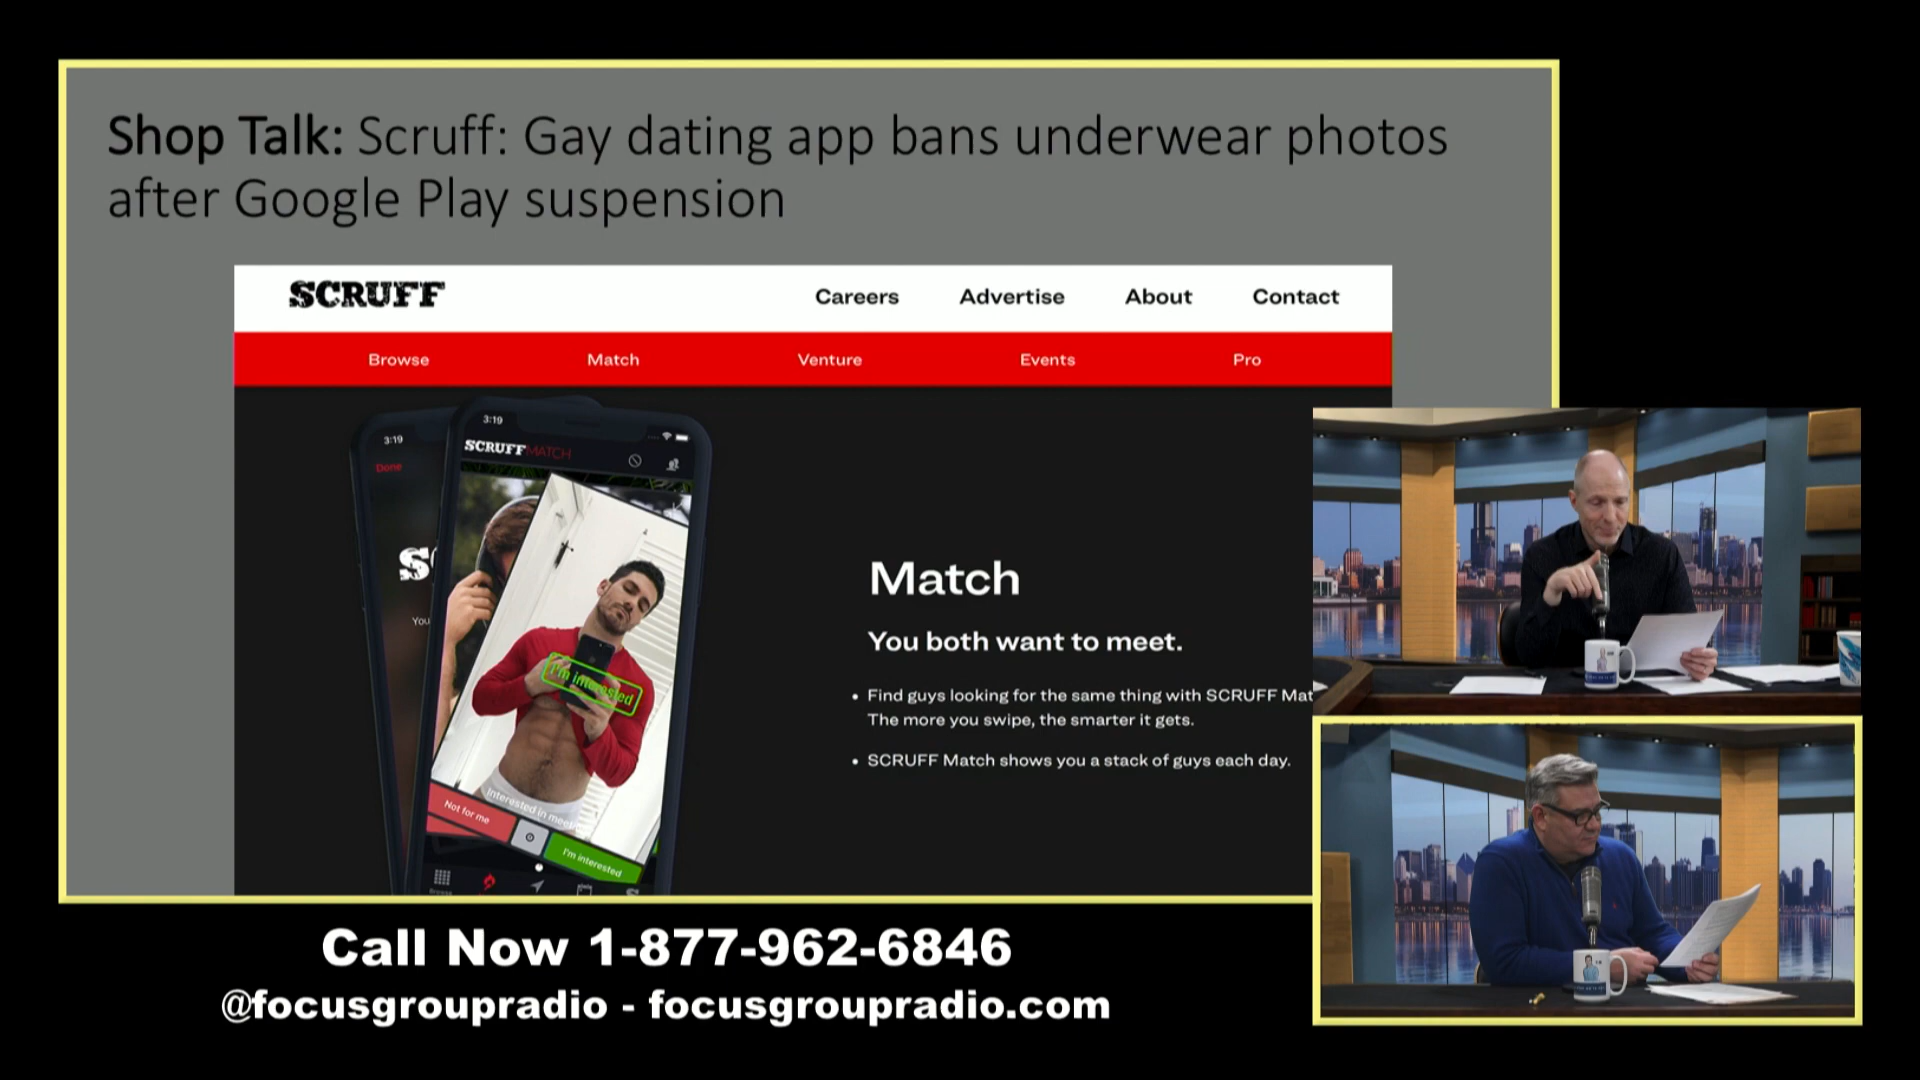 Shop Talk: Scruff: Gay dating app bans underwear photos
after Google Play suspension
SCRUFF
Careers
Advertise
About
Contact
Browse
Match
Venture
Events
Pro
3:19
Done
3:19
SCRUFF MATCH
I'm interested
Not for me
I'm interested
Match
You both want to meet.
• Find guys looking for the same thing with SCRUFF Mat
The more you swipe, the smarter it gets.
• SCRUFF Match shows you a stack of guys each day.
Call Now 1-877-962-6846
@focusgroupradio - focusgroupradio.com